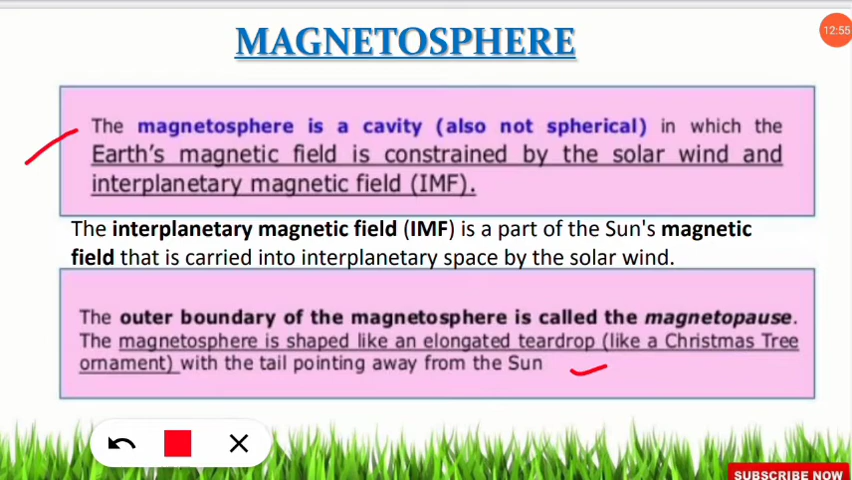 MAGNETOSPHERE
12:55
The magnetosphere is a cavity (also not spherical) in which the
Earth's magnetic field is constrained by the solar wind and
interplanetary magnetic field (IMF).
The interplanetary magnetic field (IMF) is a part of the Sun's magnetic
field that is carried into interplanetary space by the solar wind.
The outer boundary of the magnetosphere is called the magnetopause.
The magnetosphere is shaped like an elongated teardrop (like a Christmas Tree
ornament) with the tail pointing away from the Sun
SUBSCRIBE NOW